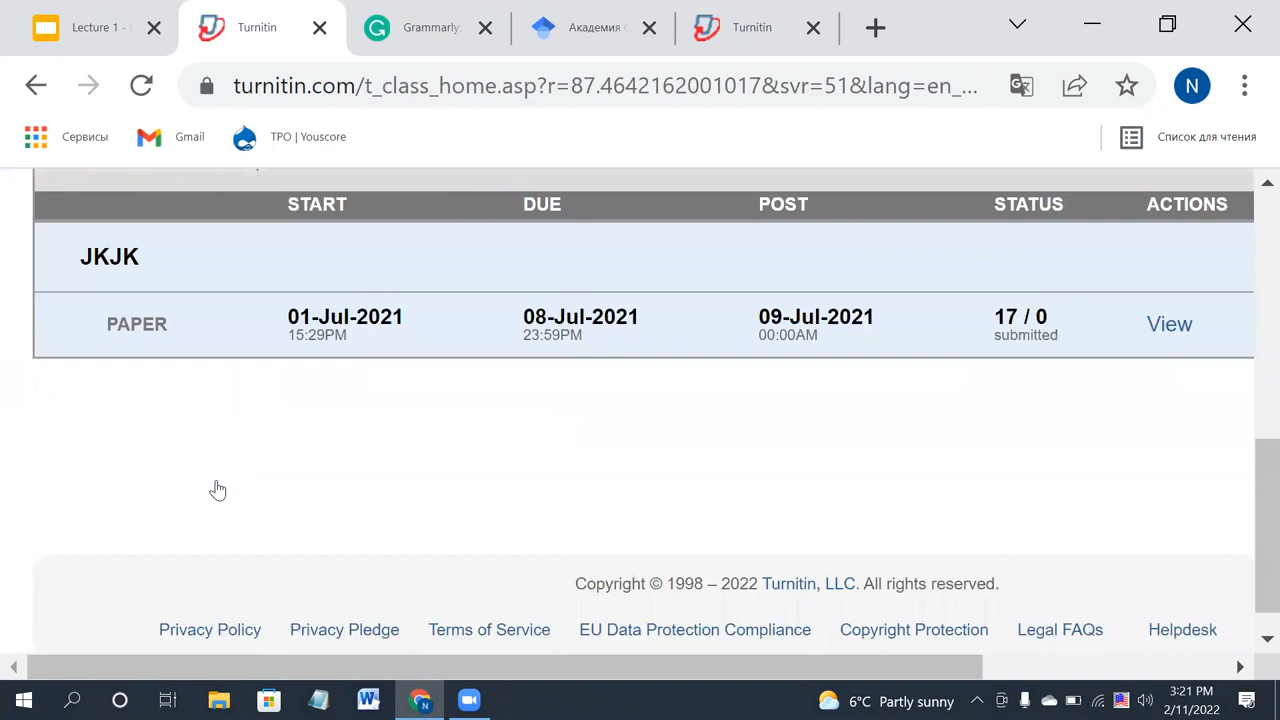 Lecture 1 -
Turnitin
Grammarly:
Академия
Turnitin
turnitin.com/t_class_home.asp?r=87.4642162001017&svr=51&lang=en_...
N
Сервисы
Gmail
TPO | Youscore
Список для чтения
START DUE POST STATUS ACTIONS
JKJK
PAPER 01-Jul-2021 08-Jul-2021 09-Jul-2021 17 / 0 View
15:29PM 23:59PM 00:00AM submitted
Copyright © 1998 – 2022 Turnitin, LLC. All rights reserved.
Privacy Policy Privacy Pledge Terms of Service EU Data Protection Compliance Copyright Protection Legal FAQs Helpdesk
6°C Partly sunny
3:21 PM
2/11/2022